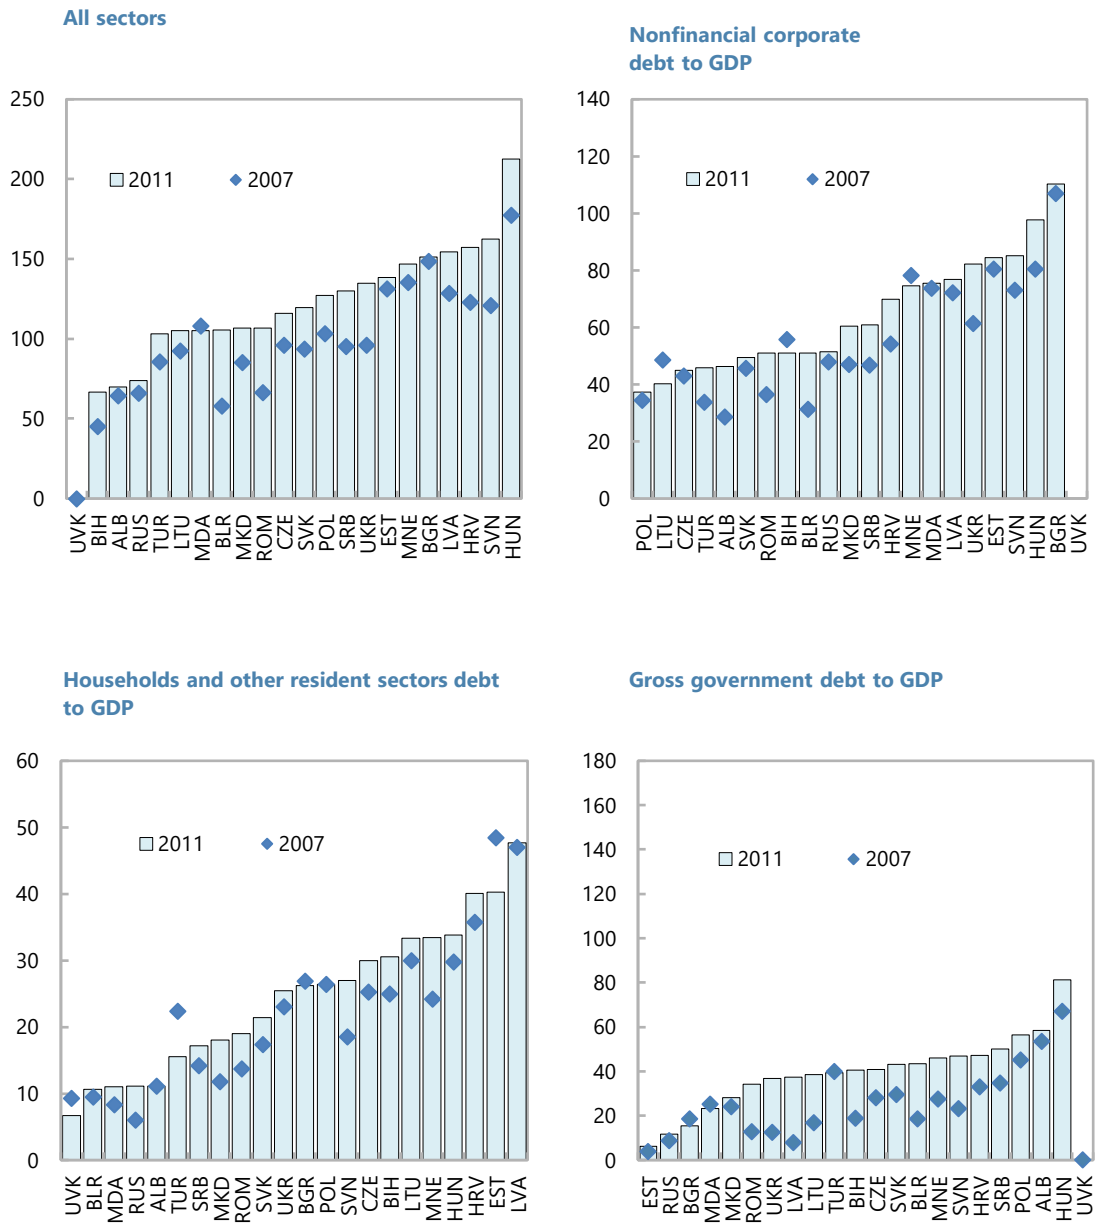 All sectors
250
200
150
100
50
0
2011
2007
UVK
BIH
ALB
RUS
TUR
LTU
MDA
BLR
MKD
ROM
CZE
SVK
POL
SRB
UKR
EST
MNE
BGR
LVA
HRV
SVN
HUN
Nonfinancial corporate
debt to GDP
140
120
100
80
60
40
20
0
2011
2007
POL
LTU
CZE
TUR
ALB
SVK
ROM
BIH
BLR
RUS
MKD
SRB
HRV
MNE
MDA
LVA
UKR
EST
SVN
HUN
BGR
UVK
Households and other resident sectors debt
to GDP
60
50
40
30
20
10
0
2011
2007
UVK
BLR
MDA
RUS
ALB
TUR
SRB
MKD
ROM
SVK
UKR
BGR
POL
SVN
CZE
BIH
LTU
MNE
HUN
HRV
EST
LVA
Gross government debt to GDP
180
160
140
120
100
80
60
40
20
0
2011
2007
EST
RUS
BGR
MDA
MKD
ROM
UKR
LVA
LTU
TUR
BIH
CZE
SVK
BLR
MNE
SVN
HRV
SRB
POL
ALB
HUN
UVK